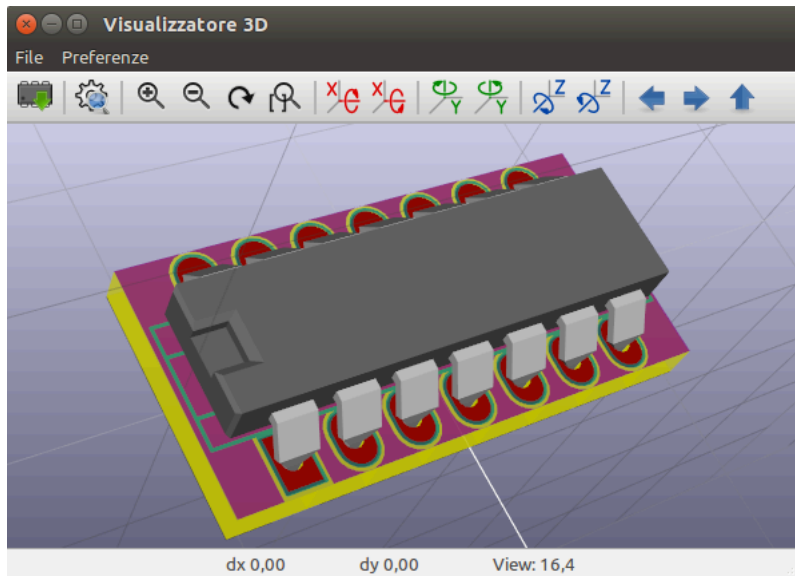 Visualizzatore 3D
File Preferenze
X X Y Y Z Z
dx 0,00 dy 0,00 View: 16,4